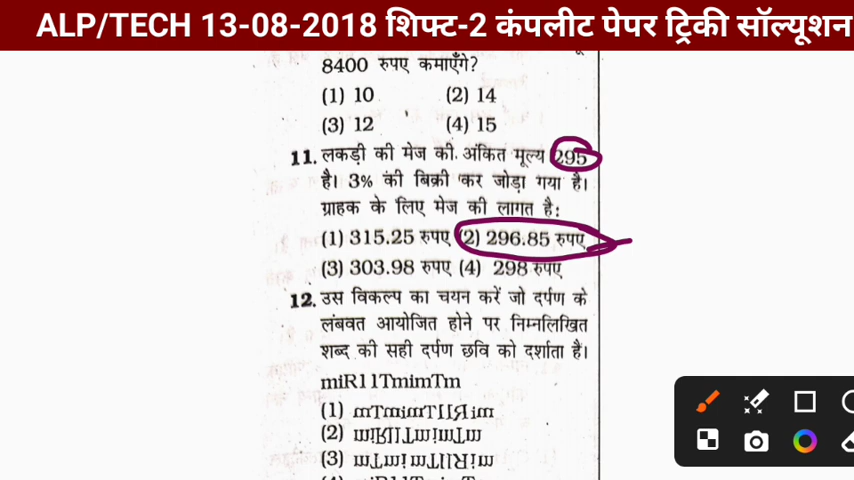 ALP/TECH 13-08-2018 शिफ्ट-2 कंपलीट पेपर ट्रिकी सॉल्यूशन
8400 रुपए कमाएँगे?
(1) 10 (2) 14
(3) 12 (4) 15
11. लकड़ी की मेज की अंकित मूल्य 295
है। 3% की बिक्री कर जोड़ा गया है।
ग्राहक के लिए मेज की लागत है:
(1) 315.25 रुपए (2) 296.85 रुपए
(3) 303.98 रुपए (4) 298 रुपए
12. उस विकल्प का चयन करें जो दर्पण के
लंबवत आयोजित होने पर निम्नलिखित
शब्द की सही दर्पण छवि को दर्शाता है।
miR11TmimTm
(1)
(2)
(3)